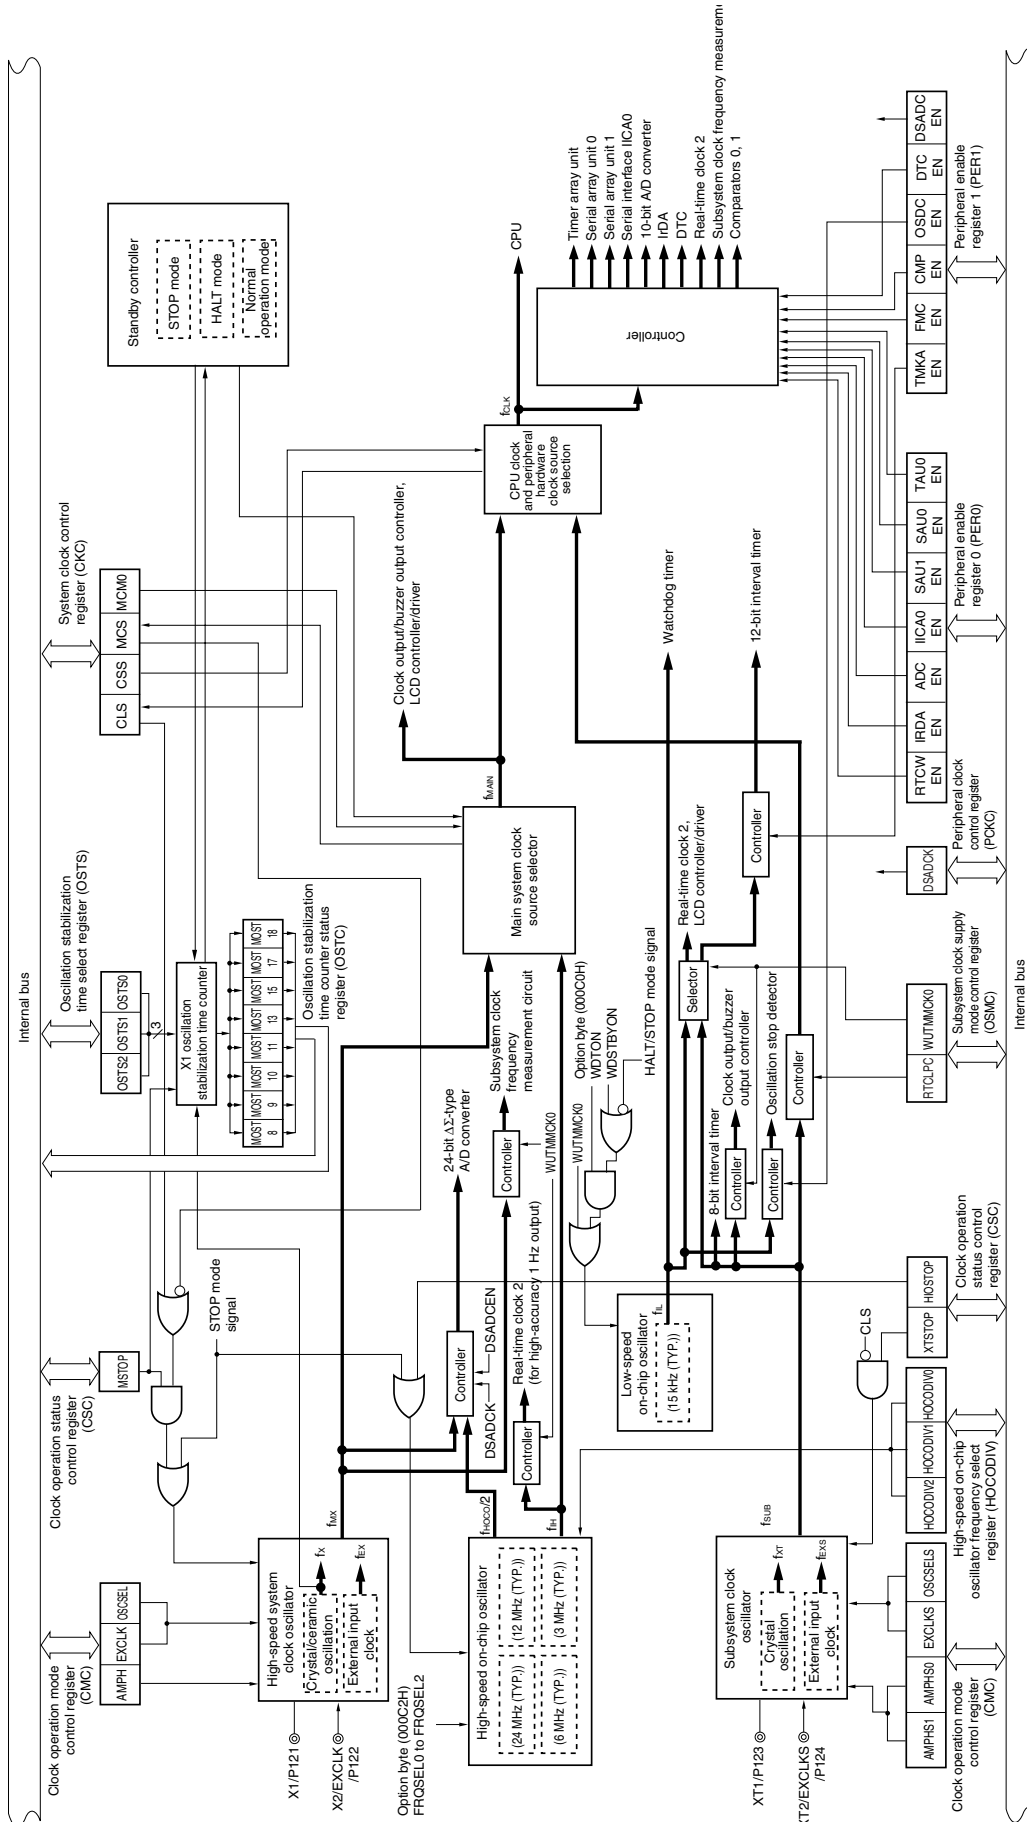 Internal bus
Clock operation mode
control register
(CMC)
AMPH
EXCLK
OSCSEL
Clock operation status
control register
(CSC)
MSTOP
Oscillation stabilization
time select register (OSTS)
OSTS2
OSTS1
OSTS0
3
System clock control
register (CKC)
CLS
CSS
MCS
MCM0
STOP mode
signal
X1 oscillation
stabilization time counter
MOST
8
MOST
9
MOST
10
MOST
11
MOST
13
MOST
15
MOST
17
MOST
18
Oscillation stabilization
time counter status
register (OSTC)
Standby controller
STOP mode
HALT mode
Normal
operation mode
X1/P121
X2/EXCLK
/P122
High-speed system
clock oscillator
Crystal/ceramic
oscillation
External input
clock
fX
fEX
fMX
Option byte (000C2H)
FRQSEL0 to FRQSEL2
High-speed on-chip oscillator
(24 MHz (TYP.))
(12 MHz (TYP.))
(6 MHz (TYP.))
(3 MHz (TYP.))
fHOCO/2
fIH
Controller
DSADCK
DSADCEN
24-bit ΔΣ-type
A/D converter
Controller
Subsystem clock
frequency
measurement circuit
Controller
Real-time clock 2
(for high-accuracy 1 Hz output)
WUTMMCK0
Main system clock
source selector
fMAIN
Clock output/buzzer output controller,
LCD controller/driver
CPU clock
and peripheral
hardware
clock source
selection
fCLK
CPU
Controller
Timer array unit
Serial array unit 0
Serial array unit 1
Serial interface IICA0
10-bit A/D converter
IrDA
DTC
Real-time clock 2
Subsystem clock frequency measurem
Comparators 0, 1
Option byte (000C0H)
WDTON
WDSTBYON
WUTMMCK0
HALT/STOP mode signal
Low-speed
on-chip oscillator
(15 kHz (TYP.))
fIL
Watchdog timer
Selector
Real-time clock 2,
LCD controller/driver
Controller
12-bit interval timer
8-bit interval timer
Controller
Clock output/buzzer
output controller
Controller
Oscillation stop detector
Controller
XT1/P123
XT2/EXCLKS
/P124
Subsystem clock
oscillator
Crystal
oscillation
External input
clock
fXT
fEXS
fSUB
CLS
AMPHS1
AMPHS0
EXCLKS
OSCSELS
Clock operation mode
control register
(CMC)
HOCODIV2
HOCODIV1
HOCODIV0
High-speed on-chip
oscillator frequency select
register (HOCODIV)
XTSTOP
HIOSTOP
Clock operation
status control
register (CSC)
RTCLPC
WUTMMCK0
Subsystem clock supply
mode control register
(OSMC)
DSADCK
Peripheral clock
control register
(PCKC)
RTCW
EN
IRDA
EN
ADC
EN
IICA0
EN
SAU1
EN
SAU0
EN
TAU0
EN
Peripheral enable
register 0 (PER0)
TMKA
EN
FMC
EN
CMP
EN
OSDC
EN
DTC
EN
DSADC
EN
Peripheral enable
register 1 (PER1)
Internal bus